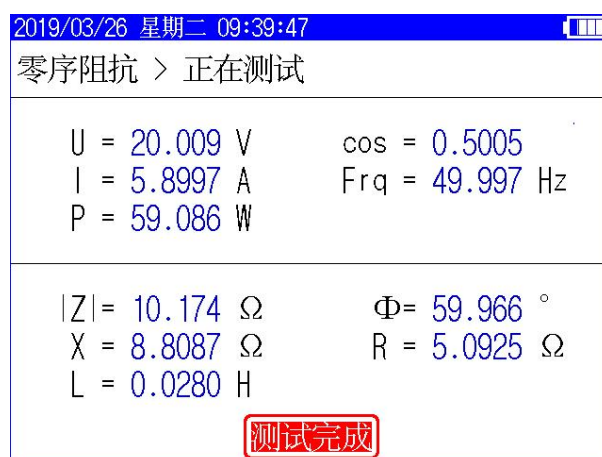 2019/03/26 星期二 09:39:47
零序阻抗 > 正在测试
U = 20.009 V cos = 0.5005
I = 5.8997 A Frq = 49.997 Hz
P = 59.086 W
|Z|= 10.174 Ω Φ= 59.966 °
X = 8.8087 Ω R = 5.0925 Ω
L = 0.0280 H
测试完成